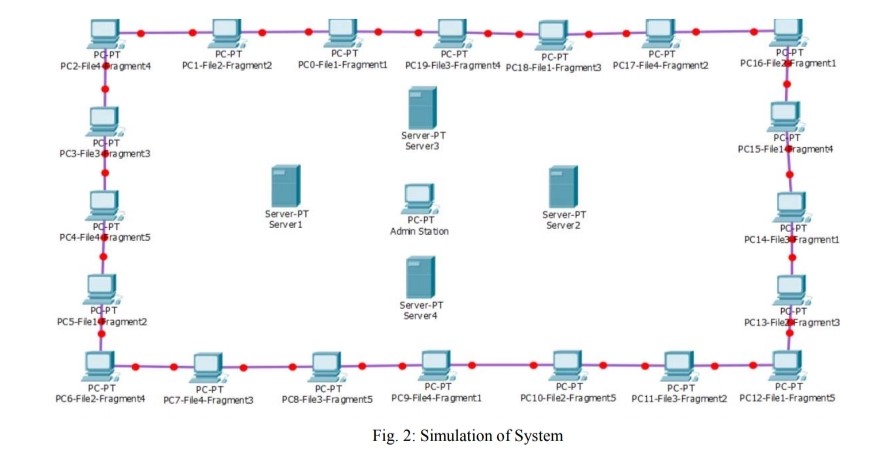 PC-PT
PC2-File4-Fragment4
PC-PT
PC1-File2-Fragment2
PC-PT
PC0-File1-Fragment1
PC-PT
PC19-File3-Fragment4
PC-PT
PC18-File1-Fragment3
PC-PT
PC17-File4-Fragment2
PC-PT
PC16-File2-Fragment1
PC-PT
PC3-File3-Fragment3
Server-PT
Server3
PC-PT
PC15-File1-Fragment4
Server-PT
Server1
PC-PT
Admin Station
Server-PT
Server2
PC-PT
PC4-File4-Fragment5
PC-PT
PC14-File3-Fragment1
Server-PT
Server4
PC-PT
PC5-File1-Fragment2
PC-PT
PC13-File2-Fragment3
PC-PT
PC6-File2-Fragment4
PC-PT
PC7-File4-Fragment3
PC-PT
PC8-File3-Fragment5
PC-PT
PC9-File4-Fragment1
PC-PT
PC10-File2-Fragment5
PC-PT
PC11-File3-Fragment2
PC-PT
PC12-File1-Fragment5
Fig. 2: Simulation of System